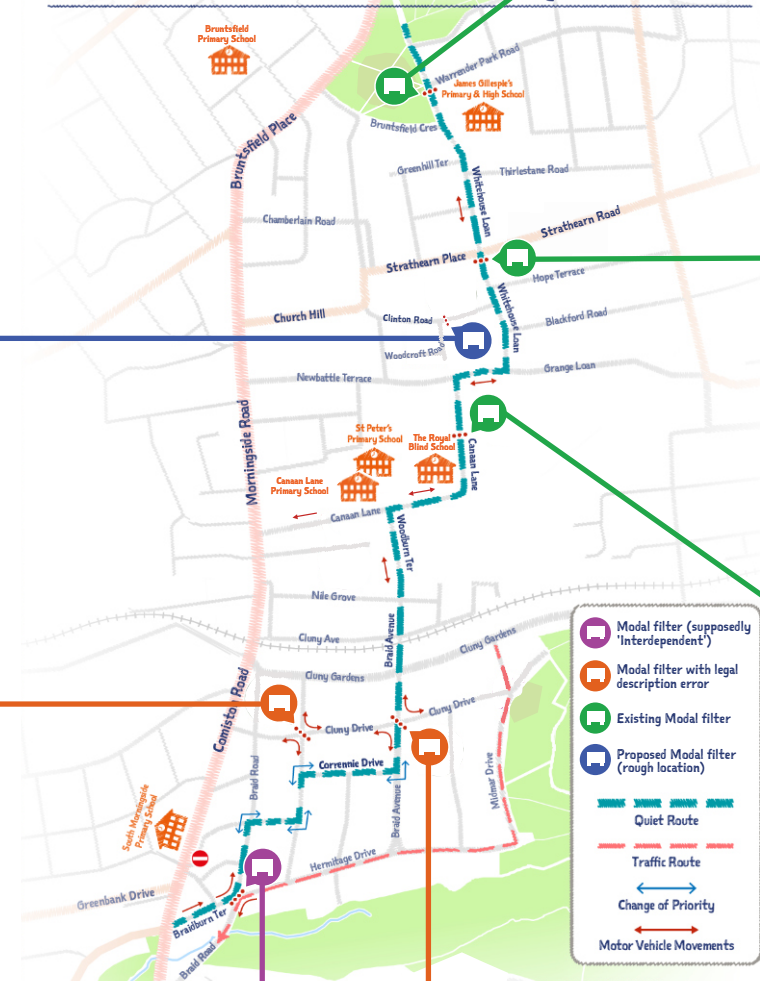 Bruntsfield
Primary School
Warrender Park Road
James Gillespie's
Primary & High School
Bruntsfield Place
Bruntsfield Cres
Greenhill Ter
Thirlestane Road
Whitehouse Loan
Chamberlain Road
Strathearn Road
Strathearn Place
Hope Terrace
Whitehouse Loan
Church Hill
Clinton Road
Blackford Road
Woodcroft Road
Grange Loan
Newbattle Terrace
Morningside Road
St Peter's
Primary School
The Royal
Blind School
Canaan Lane
Canaan Lane
Primary School
Canaan Lane
Woodburn Ter
Nile Grove
Braid Avenue
Cluny Ave
Cluny Gardens
Cluny Gardens
Comiston Road
Cluny Drive
Cluny Drive
Corrennie Drive
Braid Road
Braid Avenue
Midmar Drive
South Morningside
Primary School
Hermitage Drive
Greenbank Drive
Braidburn Ter
Braid Road
Modal filter (supposedly
'Interdependent')
Modal filter with legal
description error
Existing Modal filter
Proposed Modal filter
(rough location)
Quiet Route
Traffic Route
Change of Priority
Motor Vehicle Movements